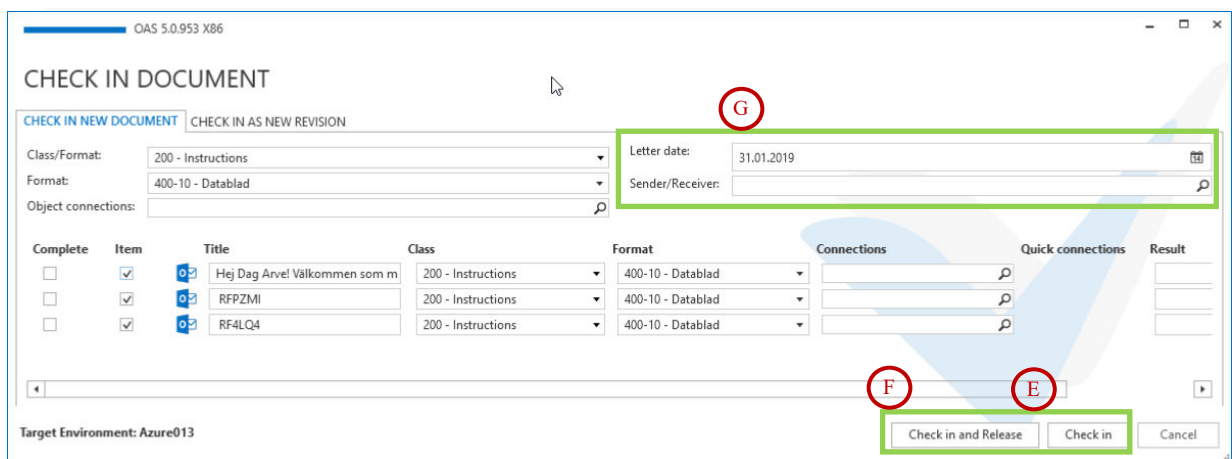 OAS 5.0.953 X86
CHECK IN DOCUMENT
G
CHECK IN NEW DOCUMENT CHECK IN AS NEW REVISION
Class/Format: 200 - Instructions Letter date: 31.01.2019 14
Format: 400-10 - Datablad Sender/Receiver:
Object connections:
Complete Item Title Class Format Connections Quick connections Result
Hej Dag Arve! Välkommen som m 200 - Instructions 400-10 - Datablad
RFPZMI 200 - Instructions 400-10 - Datablad
RF4LQ4 200 - Instructions 400-10 - Datablad
F E
Target Environment: Azure013 Check in and Release Check in Cancel